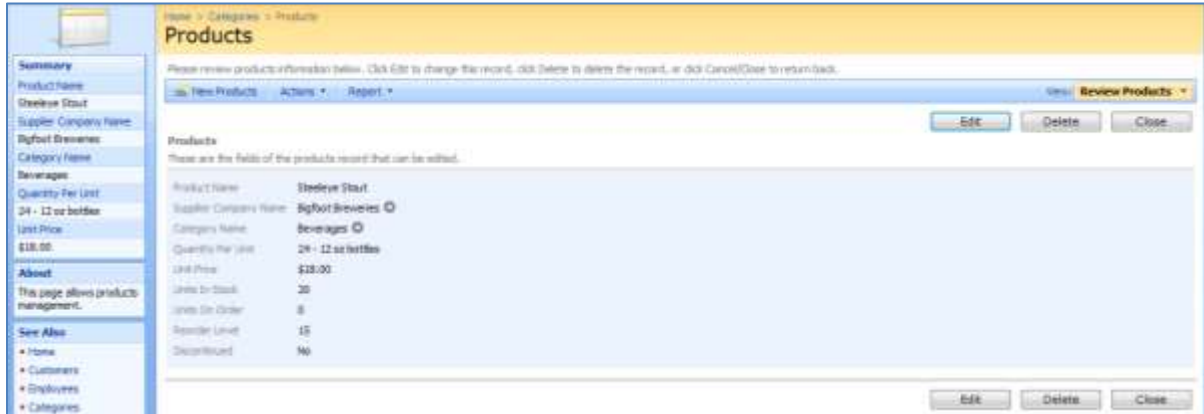 Home > Categories > Products
Products
Please review products information below. Click Edit to change this record, click Delete to delete the record, or click Cancel/Close to return back.
New Products Actions Report View: Review Products
Edit Delete Close
Products
These are the fields of the products record that can be edited.
Product Name Steeleye Stout
Supplier Company Name Bigfoot Breweries
Category Name Beverages
Quantity Per Unit 24 - 12 oz bottles
Unit Price $18.00
Units In Stock 20
Units On Order 0
Reorder Level 15
Discontinued No
Edit Delete Close
Summary
Product Name
Steeleye Stout
Supplier Company Name
Bigfoot Breweries
Category Name
Beverages
Quantity Per Unit
24 - 12 oz bottles
Unit Price
$18.00
About
This page allows products
management.
See Also
Home
Customers
Employees
Categories